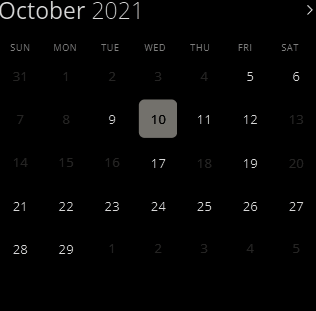 October 2021
SUN MON TUE WED THU FRI SAT
31 1 2 3 4 5 6
7 8 9 10 11 12 13
14 15 16 17 18 19 20
21 22 23 24 25 26 27
28 29 1 2 3 4 5